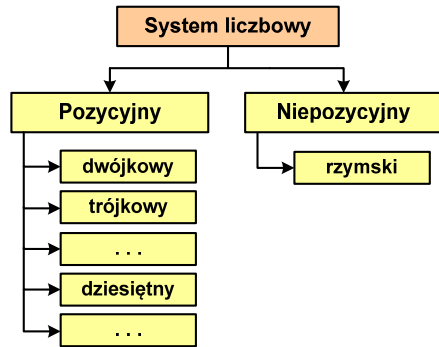 System liczbowy
Pozycyjny
Niepozycyjny
dwójkowy
rzymski
trójkowy
. . .
dziesiętny
. . .